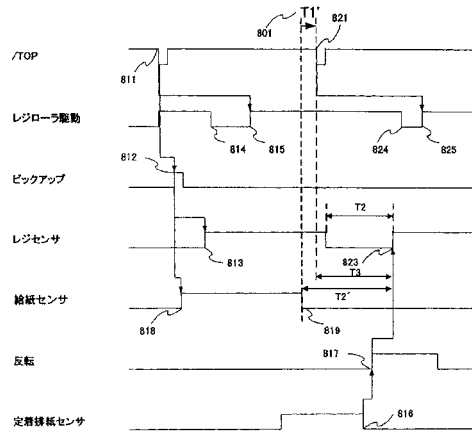 T1'
801
821
/TOP
811
レジローラ駆動
814
815
824
825
812
ピックアップ
T2
レジセンサ
813
823
T3
給紙センサ
T2'
818
819
817
反転
定着排紙センサ
816